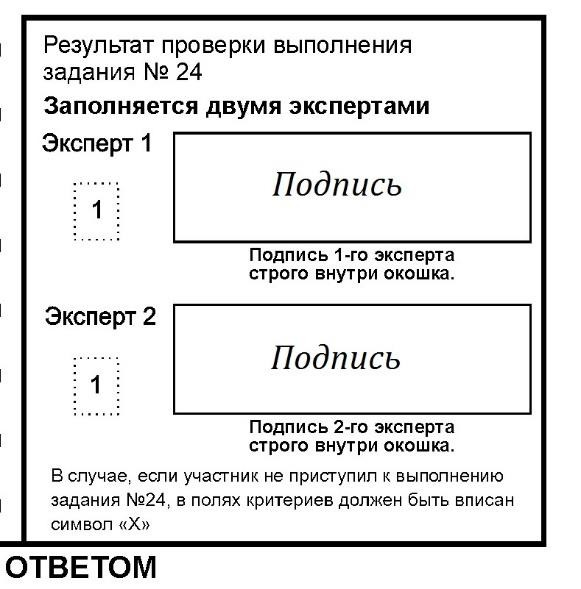 Результат проверки выполнения
задания № 24
Заполняется двумя экспертами
Эксперт 1
Подпись
1
Подпись 1-го эксперта
строго внутри окошка.
Эксперт 2
Подпись
1
Подпись 2-го эксперта
строго внутри окошка.
В случае, если участник не приступил к выполнению
задания №24, в полях критериев должен быть вписан
символ «X»
ОТВЕТОМ